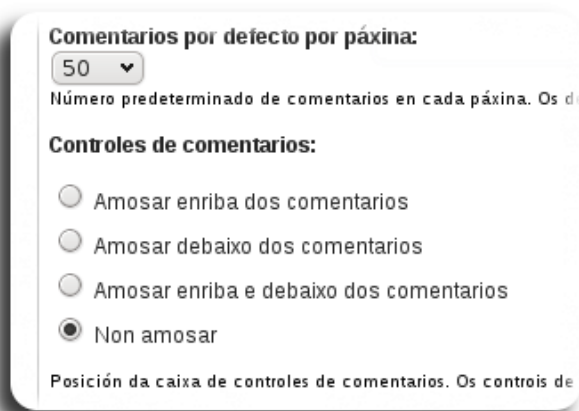 Comentarios por defecto por páxina:
50
Número predeterminado de comentarios en cada páxina. Os
Controles de comentarios:
Amosar enriba dos comentarios
Amosar debaixo dos comentarios
Amosar enriba e debaixo dos comentarios
Non amosar
Posición da caixa de controles de comentarios. Os controis de